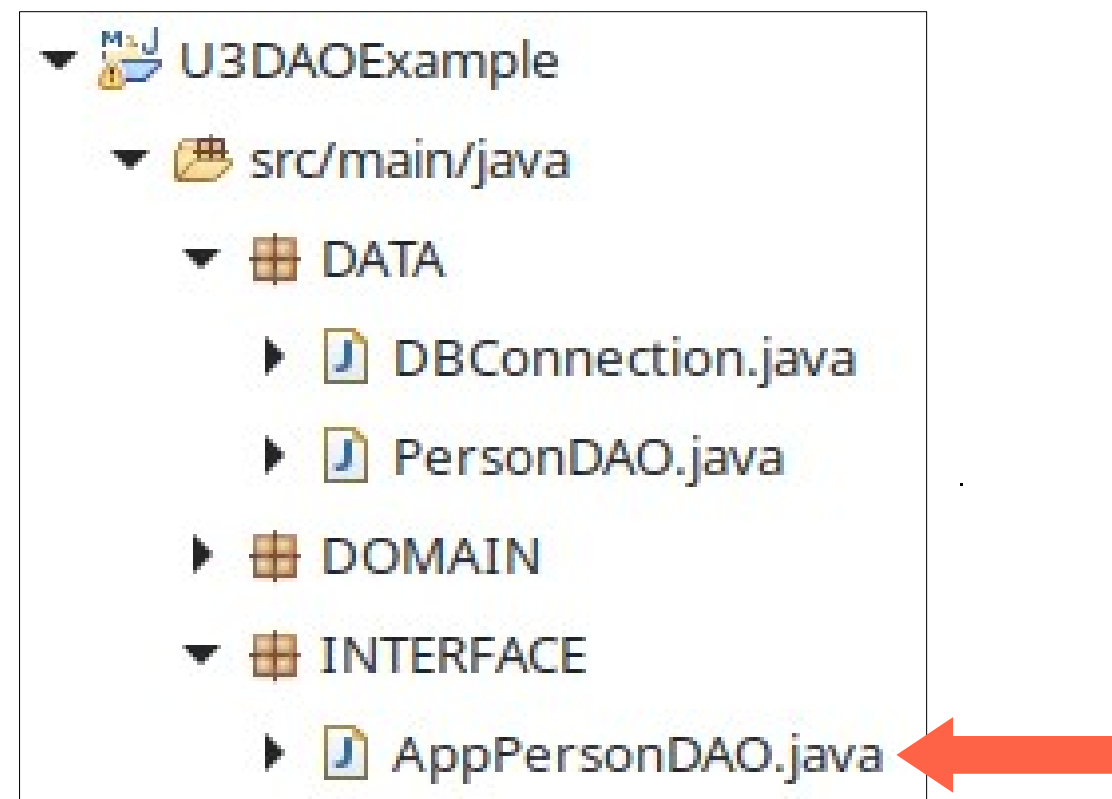 U3DAOExample
src/main/java
DATA
DBConnection.java
PersonDAO.java
DOMAIN
INTERFACE
AppPersonDAO.java